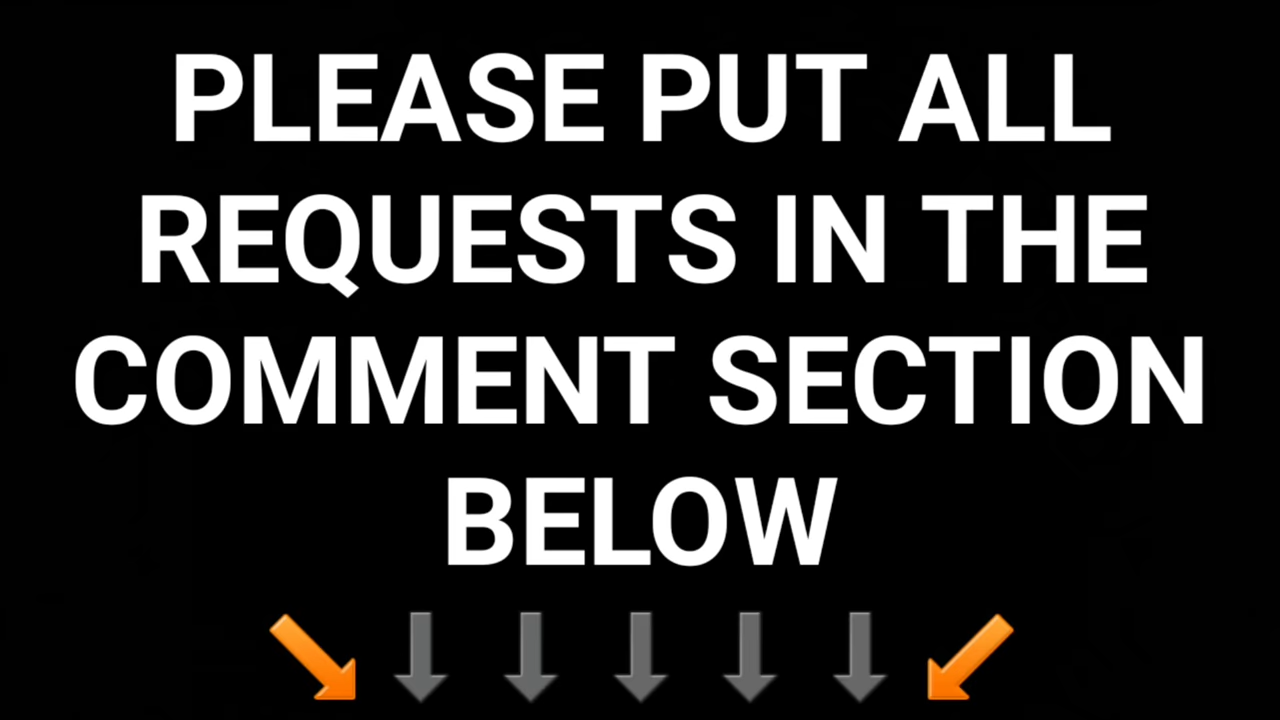 PLEASE PUT ALL
REQUESTS IN THE
COMMENT SECTION
BELOW